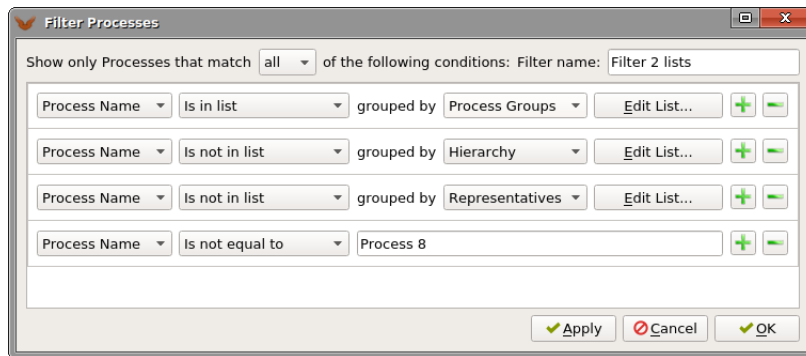 Filter Processes
Show only Processes that match all of the following conditions: Filter name: Filter 2 lists
Process Name Is in list grouped by Process Groups Edit List...
Process Name Is not in list grouped by Hierarchy Edit List...
Process Name Is not in list grouped by Representatives Edit List...
Process Name Is not equal to Process 8
Apply Cancel OK